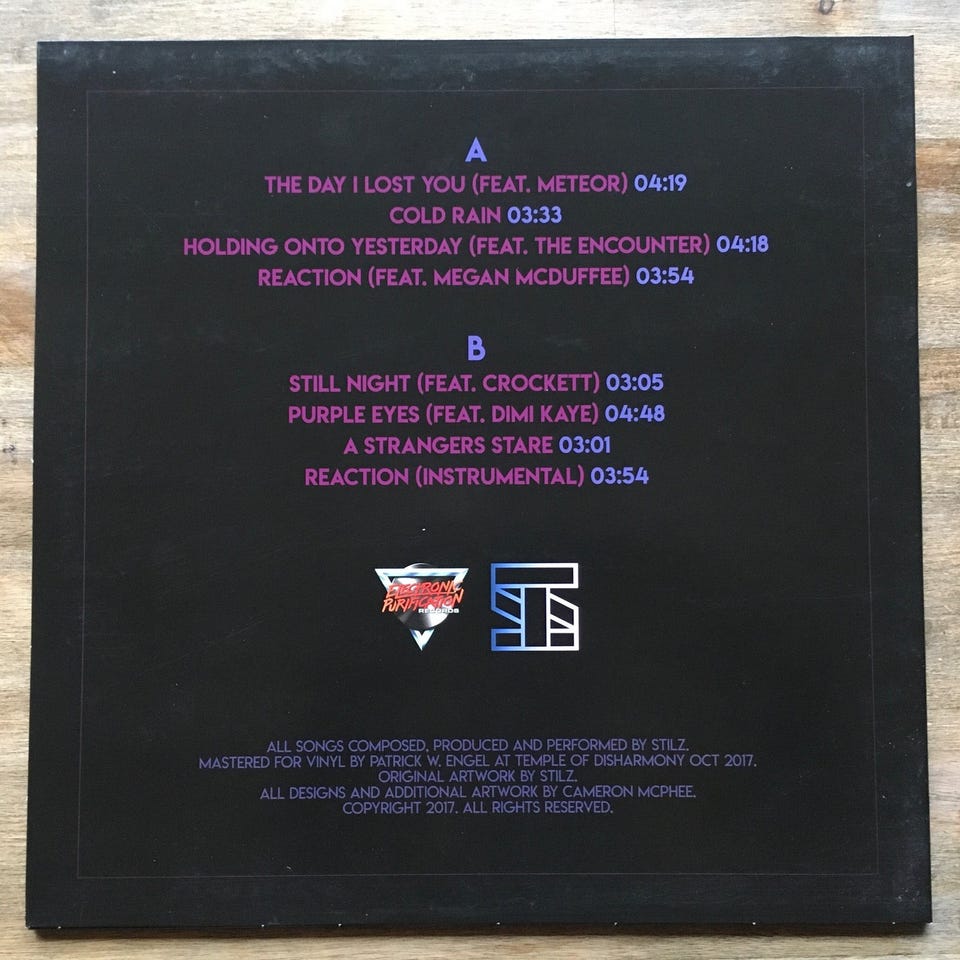 A
THE DAY I LOST YOU (FEAT. METEOR) 04:19
COLD RAIN 03:33
HOLDING ONTO YESTERDAY (FEAT. THE ENCOUNTER) 04:18
REACTION (FEAT. MEGAN MCDUFFEE) 03:54
B
STILL NIGHT (FEAT. CROCKETT) 03:05
PURPLE EYES (FEAT. DIMI KAYE) 04:48
A STRANGERS STARE 03:01
REACTION (INSTRUMENTAL) 03:54
ELECTRONIC
PURIFICATION
RECORDS
ALL SONGS COMPOSED, PRODUCED AND PERFORMED BY STILZ.
MASTERED FOR VINYL BY PATRICK W. ENGEL AT TEMPLE OF DISHARMONY OCT 2017.
ORIGINAL ARTWORK BY STILZ.
ALL DESIGNS AND ADDITIONAL ARTWORK BY CAMERON MCPHEE.
COPYRIGHT 2017. ALL RIGHTS RESERVED.